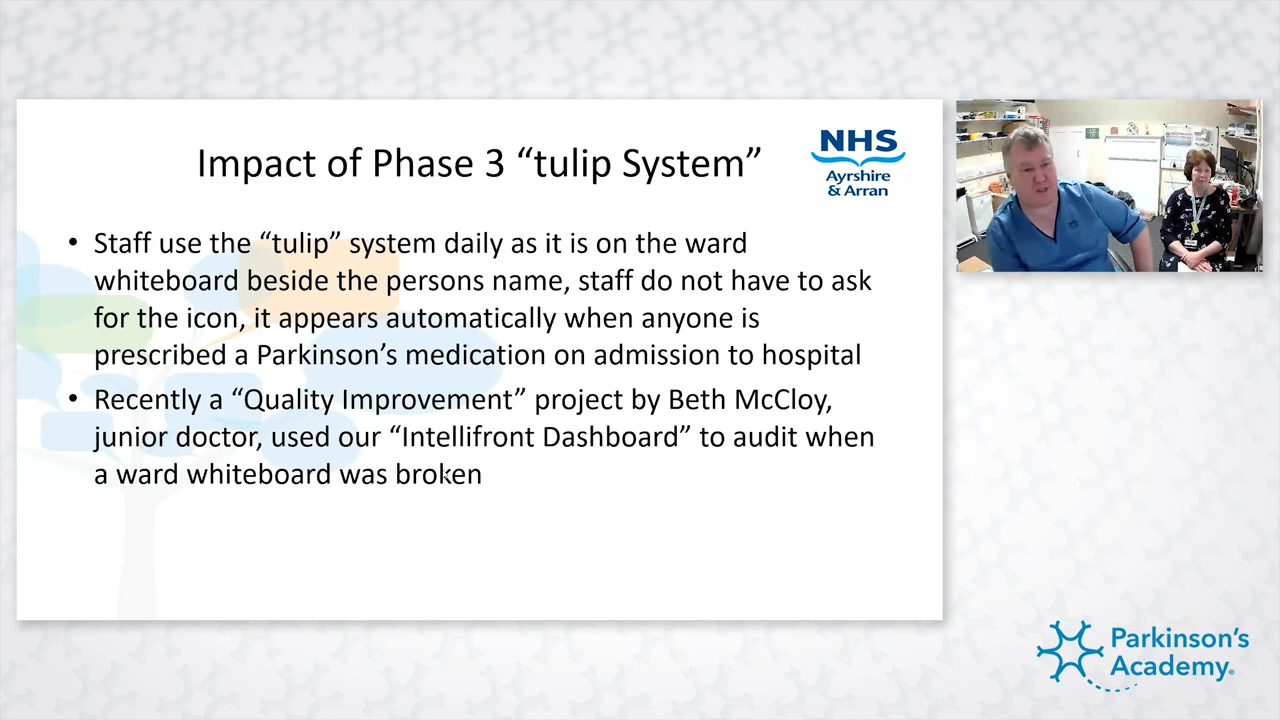 Impact of Phase 3 “tulip System”
NHS
Ayrshire
& Arran
• Staff use the “tulip” system daily as it is on the ward
whiteboard beside the persons name, staff do not have to ask
for the icon, it appears automatically when anyone is
prescribed a Parkinson’s medication on admission to hospital
• Recently a “Quality Improvement” project by Beth McCloy,
junior doctor, used our “Intellifront Dashboard” to audit when
a ward whiteboard was broken
Parkinson’s
Academy®